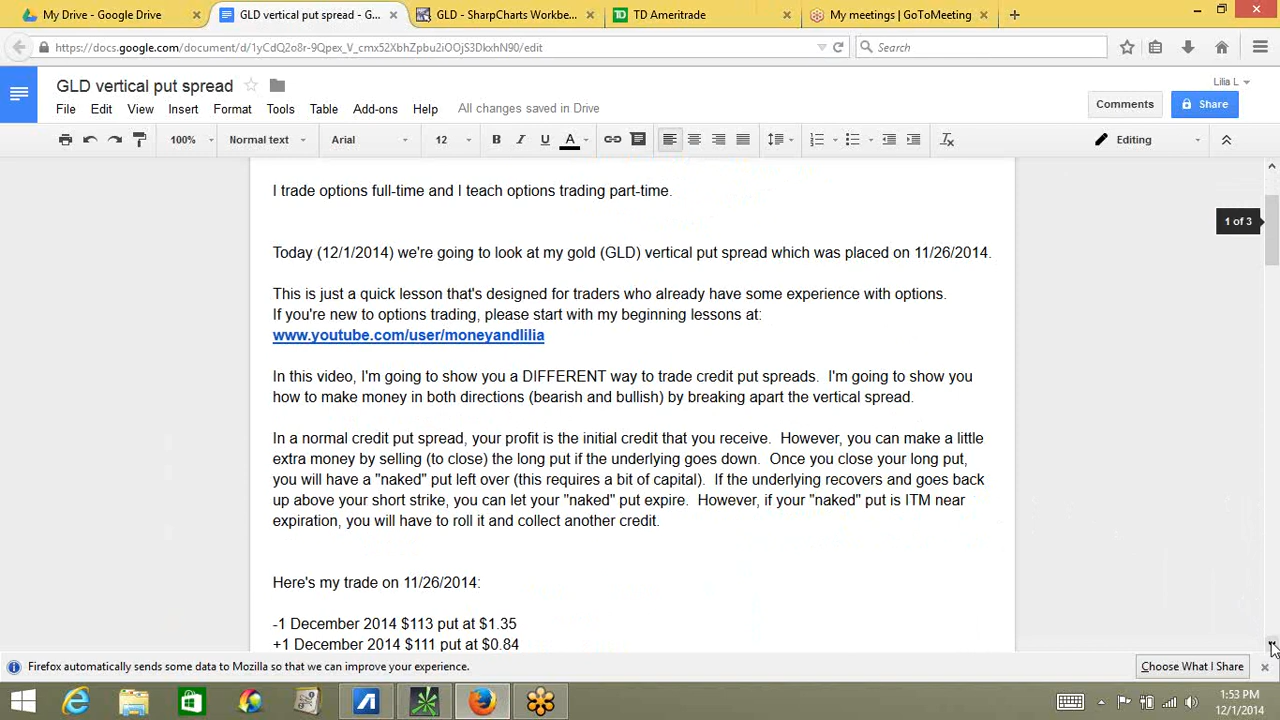 My Drive - Google Drive
GLD vertical put spread - G...
GLD - SharpCharts Workbe...
TD Ameritrade
My meetings | GoToMeeting
https://docs.google.com/document/d/1yCdQ2o8r-9Qpex_V_cmx52XbhZpbu2iOOjS3DkxhN90/edit
Search
GLD vertical put spread
Lilia L
File Edit View Insert Format Tools Table Add-ons Help All changes saved in Drive
Comments
Share
100% Normal text Arial 12 B I U A Editing
1 of 3
I trade options full-time and I teach options trading part-time.
Today (12/1/2014) we're going to look at my gold (GLD) vertical put spread which was placed on 11/26/2014.
This is just a quick lesson that's designed for traders who already have some experience with options.
If you're new to options trading, please start with my beginning lessons at:
www.youtube.com/user/moneyandlilia
In this video, I'm going to show you a DIFFERENT way to trade credit put spreads.  I'm going to show you
how to make money in both directions (bearish and bullish) by breaking apart the vertical spread.
In a normal credit put spread, your profit is the initial credit that you receive.  However, you can make a little
extra money by selling (to close) the long put if the underlying goes down.  Once you close your long put,
you will have a "naked" put left over (this requires a bit of capital).  If the underlying recovers and goes back
up above your short strike, you can let your "naked" put expire.  However, if your "naked" put is ITM near
expiration, you will have to roll it and collect another credit.
Here's my trade on 11/26/2014:
-1 December 2014 $113 put at $1.35
+1 December 2014 $111 put at $0.84
Firefox automatically sends some data to Mozilla so that we can improve your experience.
Choose What I Share
1:53 PM
12/1/2014